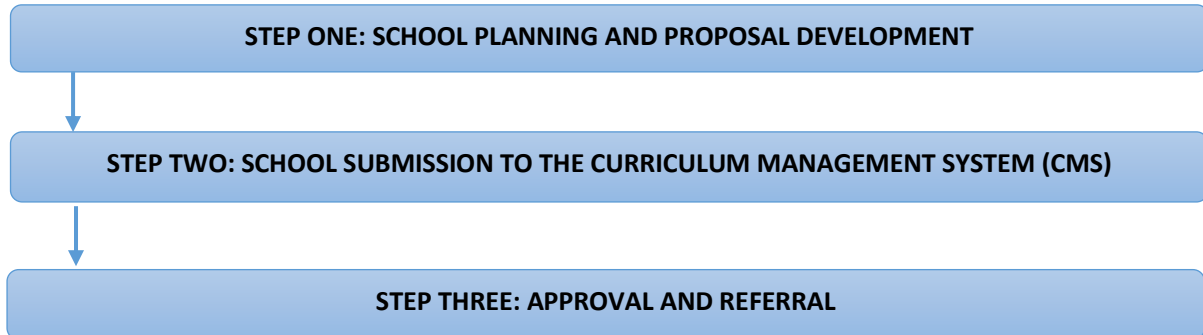 STEP ONE: SCHOOL PLANNING AND PROPOSAL DEVELOPMENT
STEP TWO: SCHOOL SUBMISSION TO THE CURRICULUM MANAGEMENT SYSTEM (CMS)
STEP THREE: APPROVAL AND REFERRAL